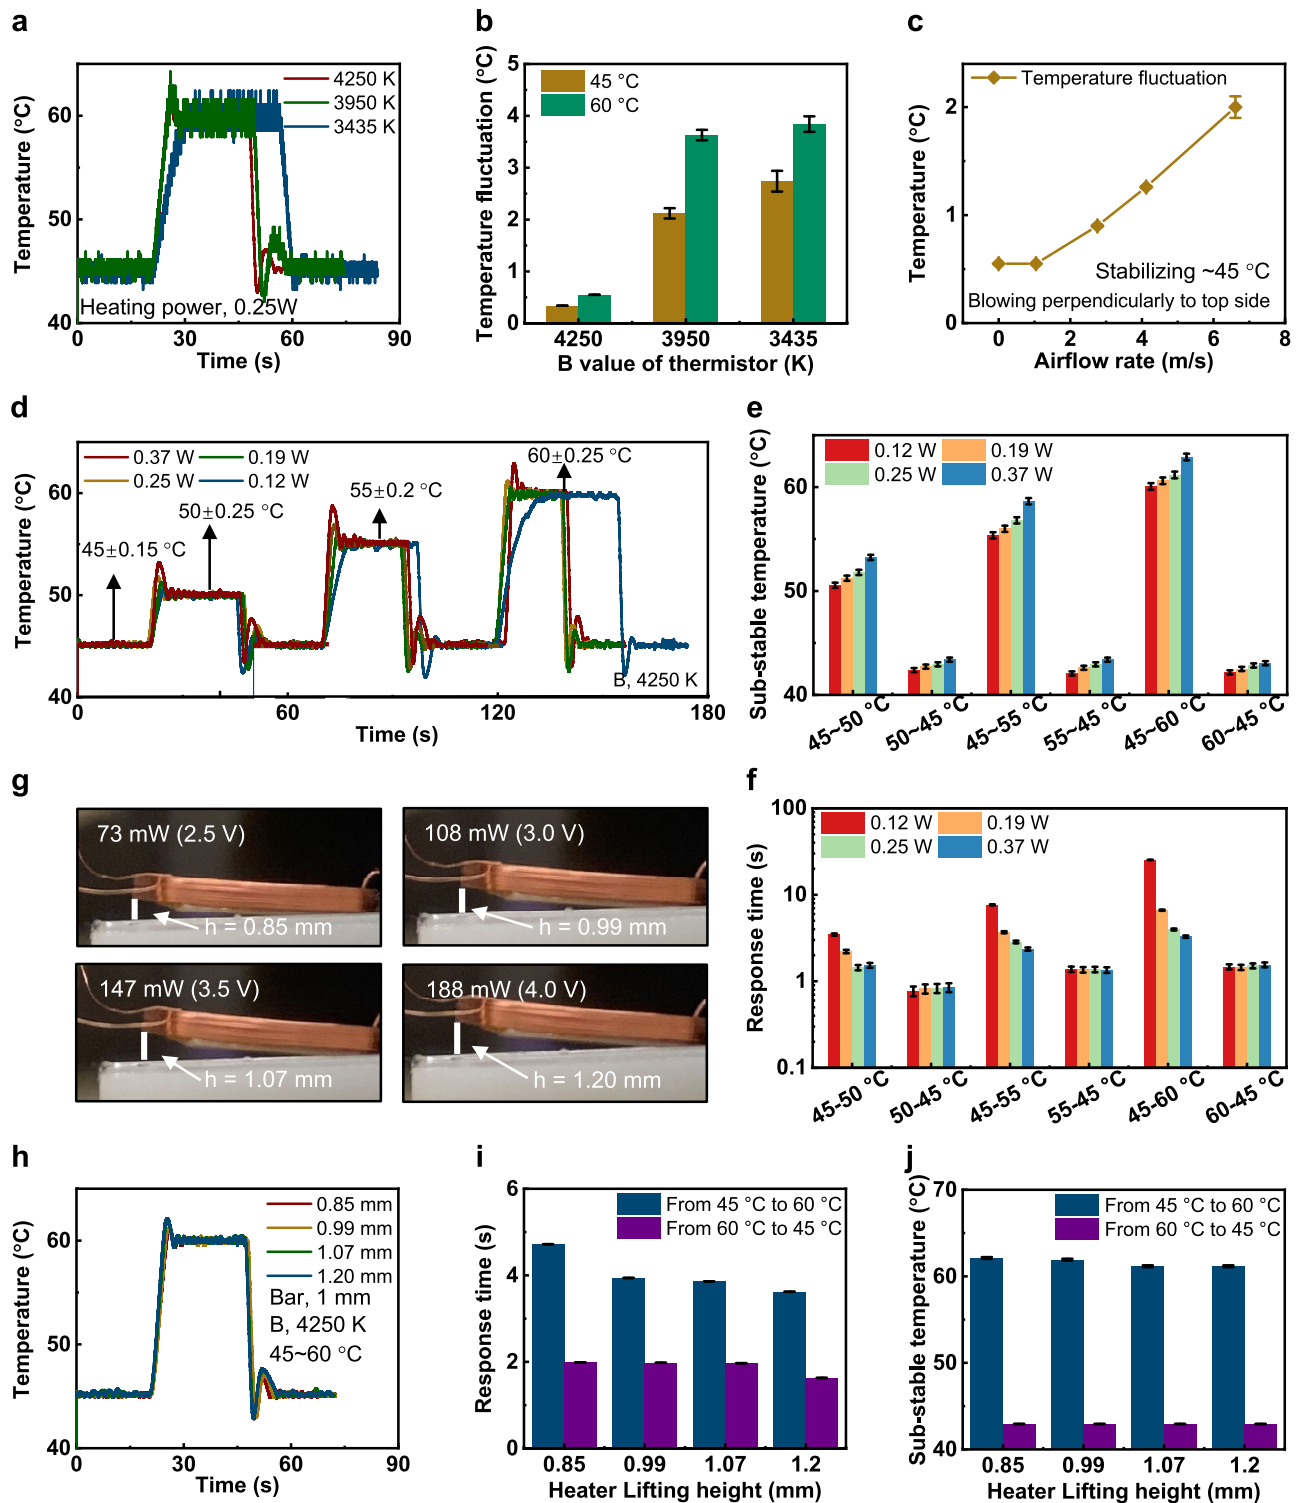 a
Temperature (°C)
60
50
40
0
30
60
90
Time (s)
4250 K
3950 K
3435 K
Heating power, 0.25W
b
Temperature fluctuation (°C)
5
4
3
2
1
0
45 °C
60 °C
4250
3950
3435
B value of thermistor (K)
c
Temperature (°C)
2
1
0
Temperature fluctuation
Stabilizing ~45 °C
Blowing perpendicularly to top side
0
2
4
6
8
Airflow rate (m/s)
d
Temperature (°C)
60
50
40
0.37 W
0.19 W
0.25 W
0.12 W
45±0.15 °C
50±0.25 °C
55±0.2 °C
60±0.25 °C
B, 4250 K
0
60
120
180
Time (s)
e
Sub-stable temperature (°C)
60
50
40
0.12 W
0.19 W
0.25 W
0.37 W
45~50 °C
50~45 °C
45~55 °C
55~45 °C
45~60 °C
60~45 °C
g
73 mW (2.5 V)
h = 0.85 mm
108 mW (3.0 V)
h = 0.99 mm
147 mW (3.5 V)
h = 1.07 mm
188 mW (4.0 V)
h = 1.20 mm
f
Response time (s)
100
10
1
0.1
0.12 W
0.19 W
0.25 W
0.37 W
45-50 °C
50-45 °C
45-55 °C
55-45 °C
45-60 °C
60-45 °C
h
Temperature (°C)
60
50
40
0.85 mm
0.99 mm
1.07 mm
1.20 mm
Bar, 1 mm
B, 4250 K
45~60 °C
0
30
60
90
Time (s)
i
Response time (s)
6
4
2
0
From 45 °C to 60 °C
From 60 °C to 45 °C
0.85
0.99
1.07
1.2
Heater Lifting height (mm)
j
Sub-stable temperature (°C)
70
60
50
40
From 45 °C to 60 °C
From 60 °C to 45 °C
0.85
0.99
1.07
1.2
Heater Lifting height (mm)